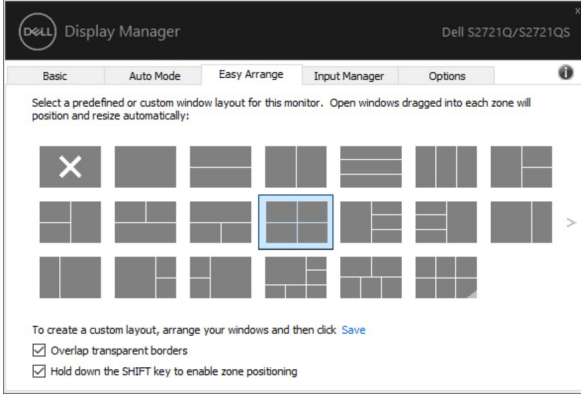 DELL Display Manager
Dell S2721Q/S2721QS
Basic
Auto Mode
Easy Arrange
Input Manager
Options
Select a predefined or custom window layout for this monitor. Open windows dragged into each zone will
position and resize automatically:
To create a custom layout, arrange your windows and then click Save
Overlap transparent borders
Hold down the SHIFT key to enable zone positioning